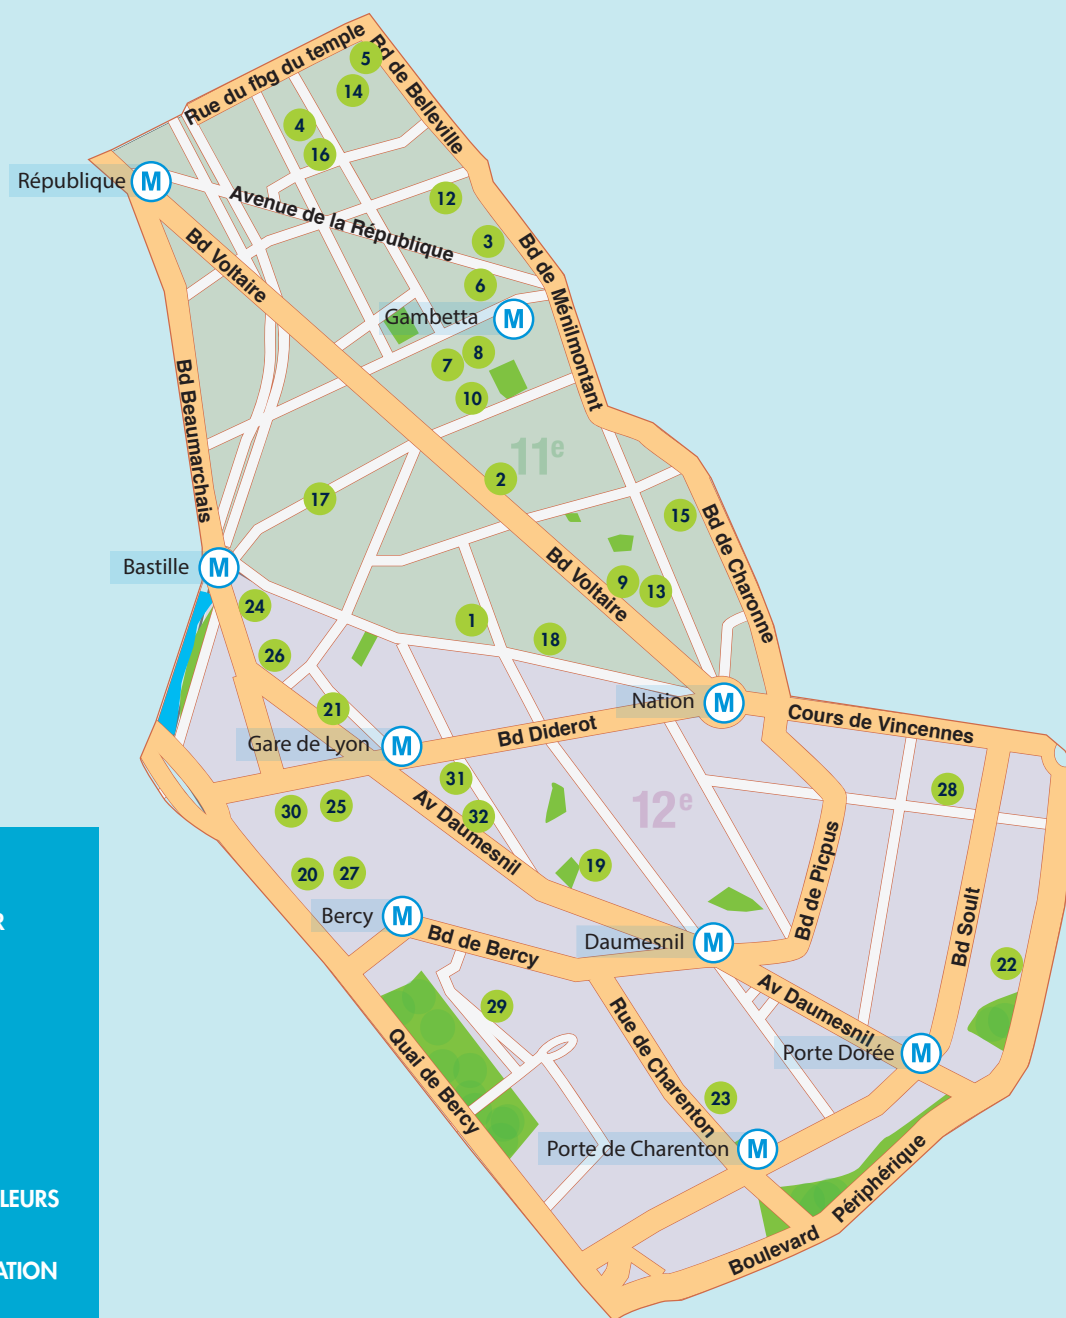 Rue du fbg du temple
5
Bd de Belleville
14
4
16
République M
Avenue de la République
12
3
Bd Voltaire
Bd de Ménilmontant
6
Gambetta M
8
7
10
Bd Beaumarchais
11e
2
17
15
Bd de Charonne
Bastille M
Bd Voltaire
9
13
24
1
18
26
Nation M
21
Cours de Vincennes
Gare de Lyon M
Bd Diderot
31
28
30
25
Av Daumesnil
32
12e
19
Bd de Picpus
20
27
Bercy M
Bd de Bercy
Daumesnil M
Bd Soult
22
29
Av Daumesnil
Quai de Bercy
Rue de Charenton
Porte Dorée M
23
Porte de Charenton M
Boulevard Périphérique
R
LEURS
ATION